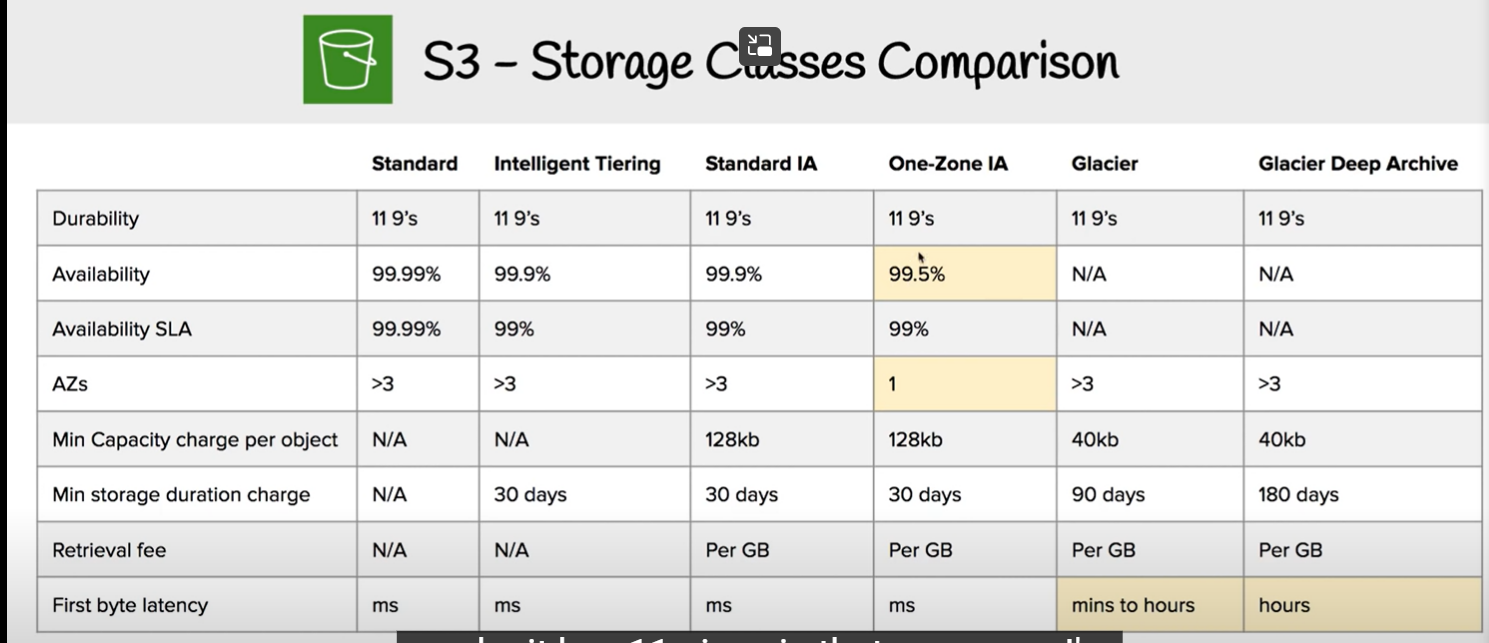 S3 – Storage Classes Comparison
Standard Intelligent Tiering Standard IA One-Zone IA Glacier Glacier Deep Archive
Durability 11 9's 11 9's 11 9's 11 9's 11 9's 11 9's
Availability 99.99% 99.9% 99.9% 99.5% N/A N/A
Availability SLA 99.99% 99% 99% 99% N/A N/A
AZs >3 >3 >3 1 >3 >3
Min Capacity charge per object N/A N/A 128kb 128kb 40kb 40kb
Min storage duration charge N/A 30 days 30 days 30 days 90 days 180 days
Retrieval fee N/A N/A Per GB Per GB Per GB Per GB
First byte latency ms ms ms ms mins to hours hours